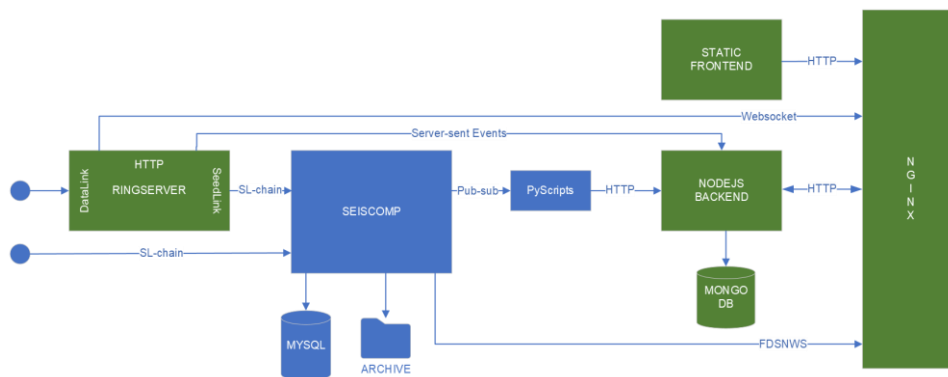 STATIC
FRONTEND
HTTP
Websocket
Server-sent Events
DataLink
HTTP
RINGSERVER
SeedLink
SL-chain
SEISCOMP
Pub-sub
PyScripts
HTTP
NODEJS
BACKEND
HTTP
NGINX
SL-chain
MONGO
DB
MYSQL
ARCHIVE
FDSNWS